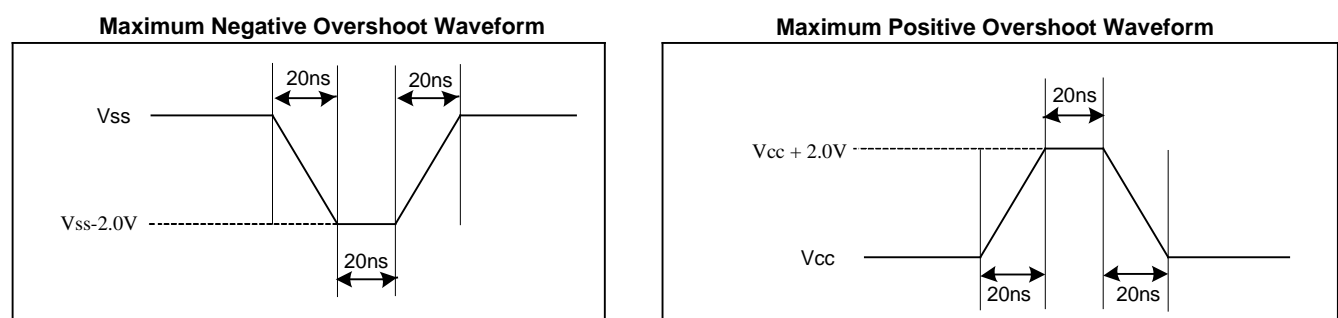 Maximum Negative Overshoot Waveform
20ns
20ns
Vss
Vss-2.0V
20ns
Maximum Positive Overshoot Waveform
20ns
Vcc + 2.0V
Vcc
20ns
20ns